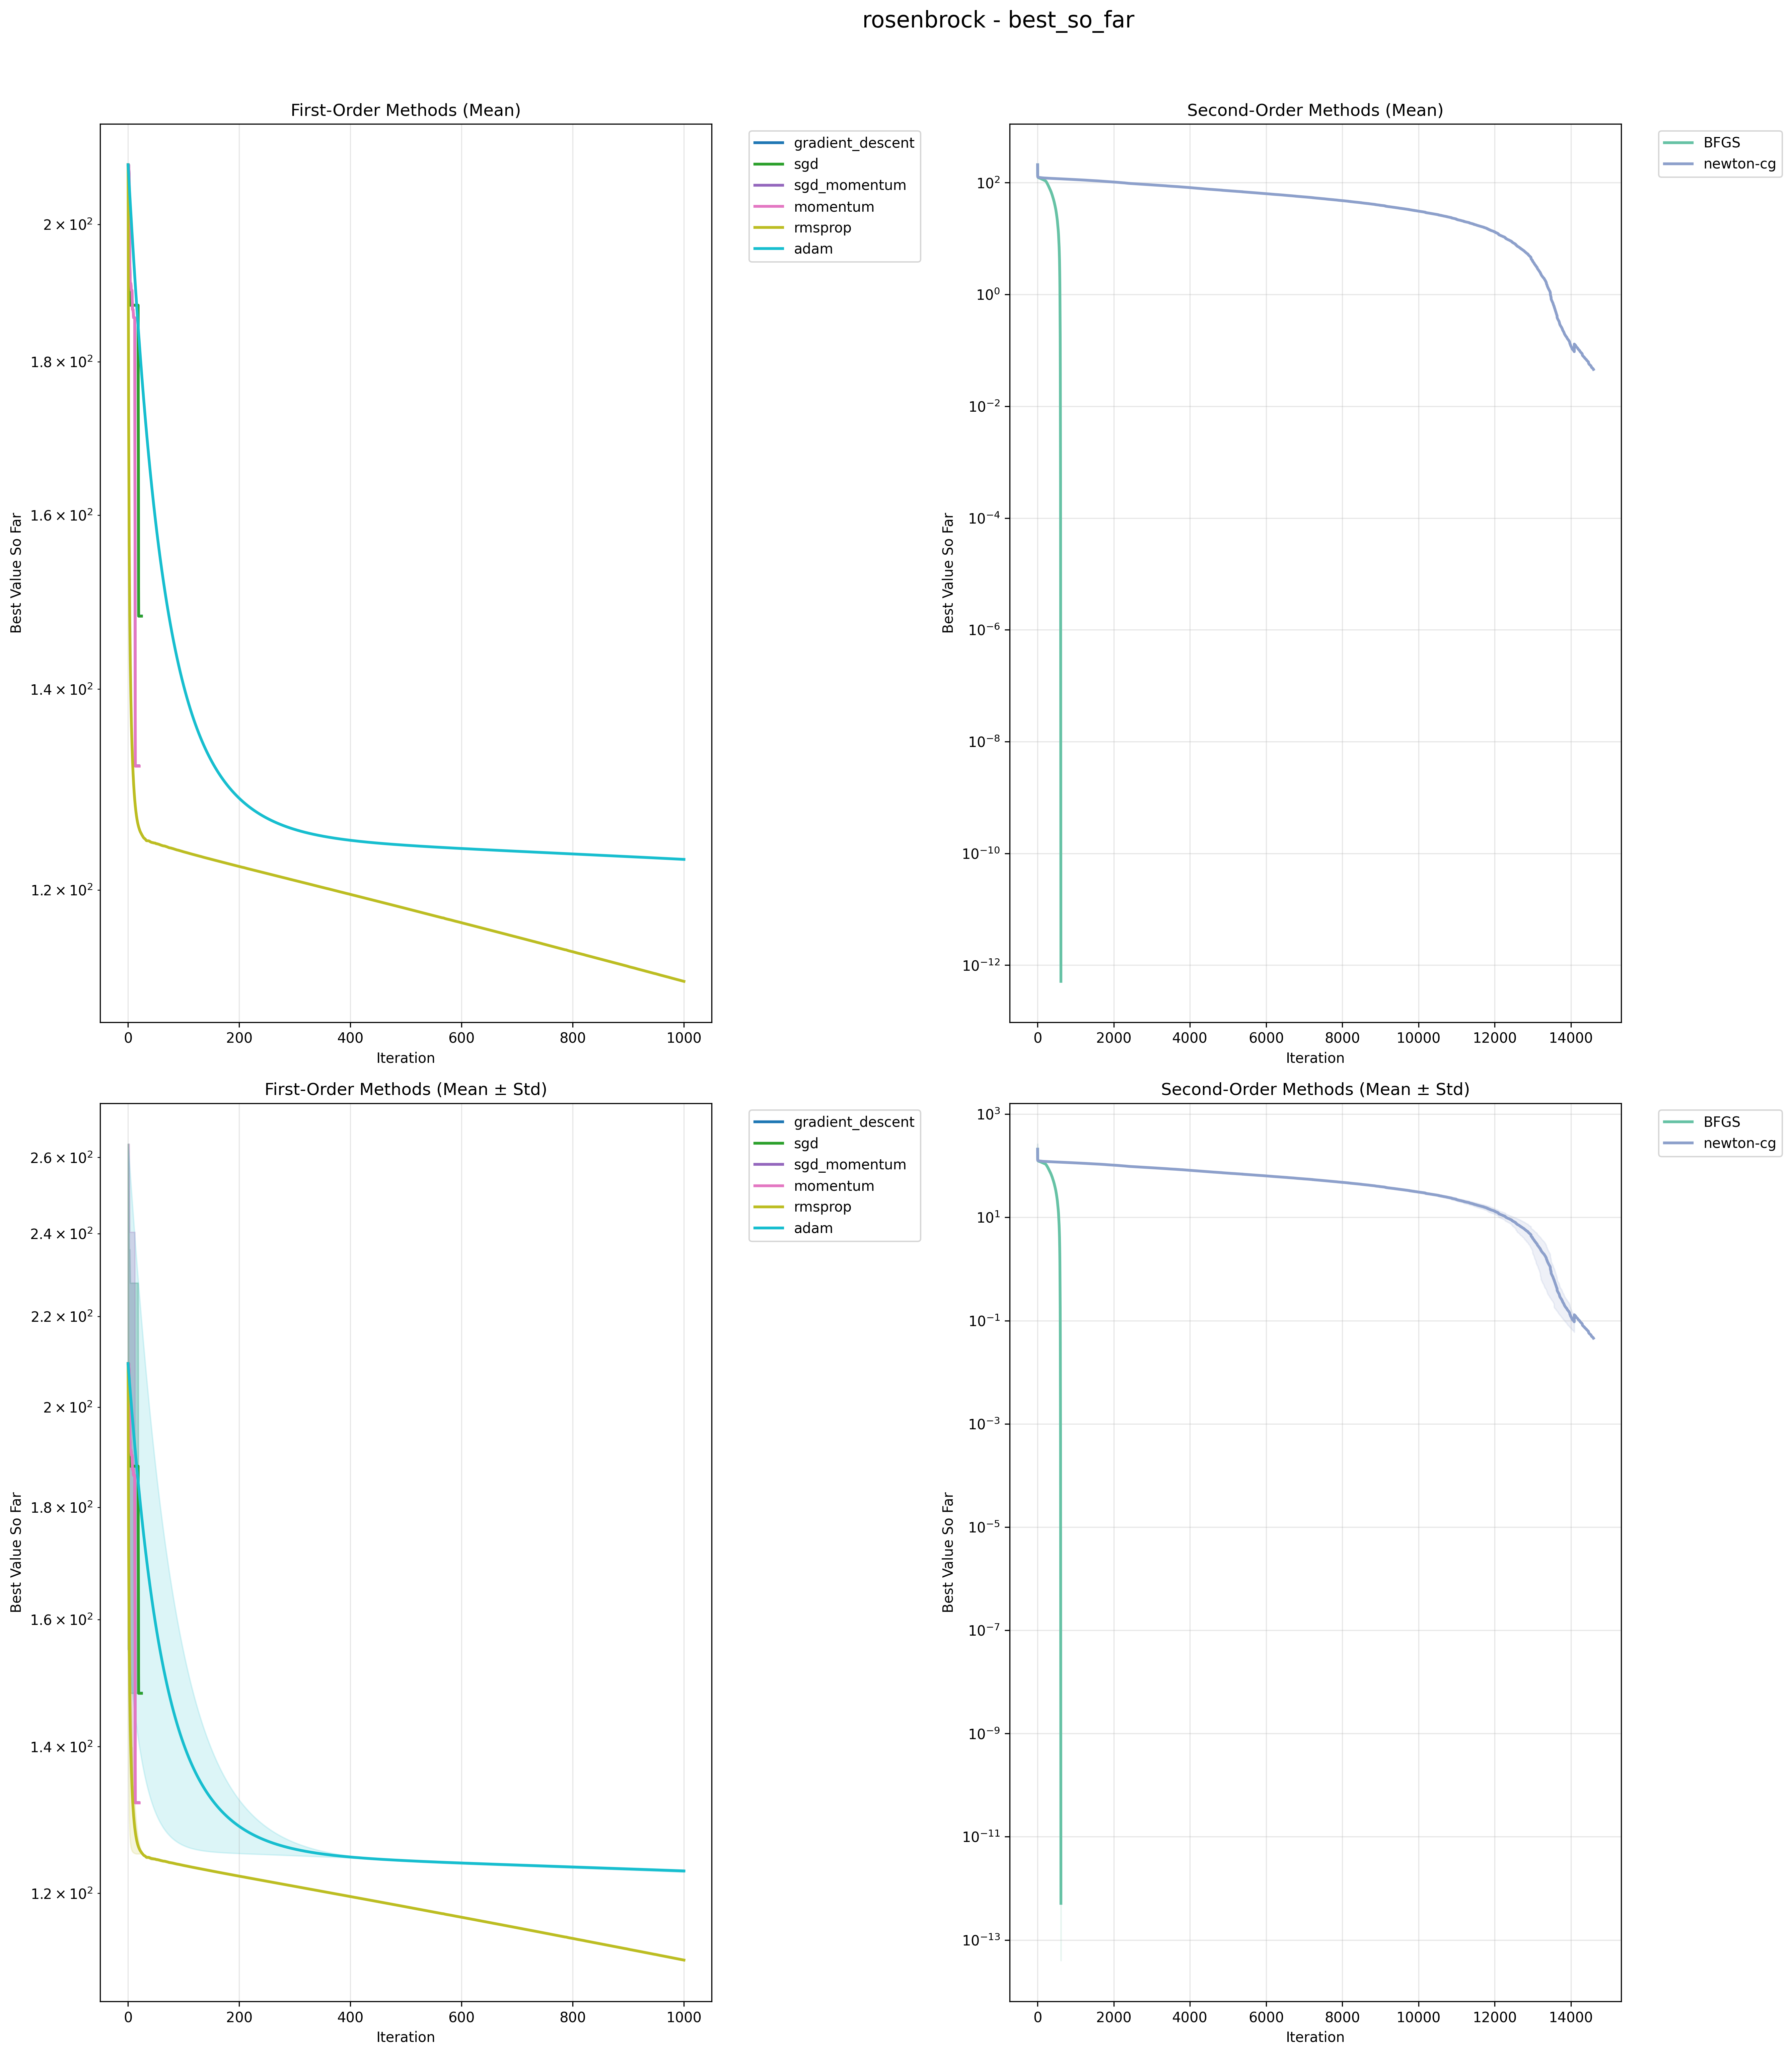 rosenbrock - best_so_far
First-Order Methods (Mean)
Best Value So Far
2 × 10²
1.8 × 10²
1.6 × 10²
1.4 × 10²
1.2 × 10²
0 200 400 600 800 1000
Iteration
gradient_descent
sgd
sgd_momentum
momentum
rmsprop
adam
Second-Order Methods (Mean)
Best Value So Far
10²
10⁰
10⁻²
10⁻⁴
10⁻⁶
10⁻⁸
10⁻¹⁰
10⁻¹²
0 2000 4000 6000 8000 10000 12000 14000
Iteration
BFGS
newton-cg
First-Order Methods (Mean ± Std)
Best Value So Far
2.6 × 10²
2.4 × 10²
2.2 × 10²
2 × 10²
1.8 × 10²
1.6 × 10²
1.4 × 10²
1.2 × 10²
0 200 400 600 800 1000
Iteration
gradient_descent
sgd
sgd_momentum
momentum
rmsprop
adam
Second-Order Methods (Mean ± Std)
Best Value So Far
10³
10¹
10⁻¹
10⁻³
10⁻⁵
10⁻⁷
10⁻⁹
10⁻¹¹
10⁻¹³
0 2000 4000 6000 8000 10000 12000 14000
Iteration
BFGS
newton-cg